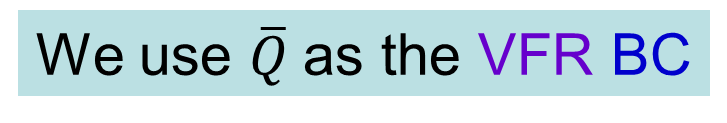 We use Q̅ as the VFR BC